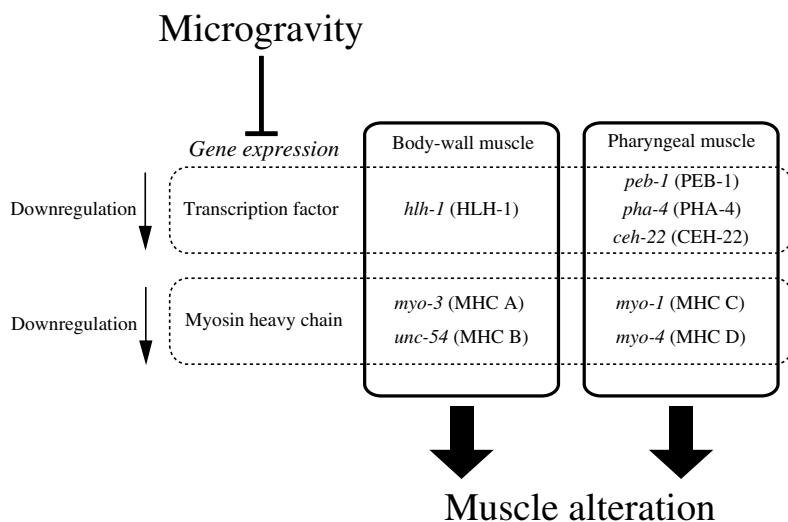 Microgravity
Gene expression
Body-wall muscle
Pharyngeal muscle
Downregulation
Transcription factor
hlh-1 (HLH-1)
peb-1 (PEB-1)
pha-4 (PHA-4)
ceh-22 (CEH-22)
Downregulation
Myosin heavy chain
myo-3 (MHC A)
unc-54 (MHC B)
myo-1 (MHC C)
myo-4 (MHC D)
Muscle alteration